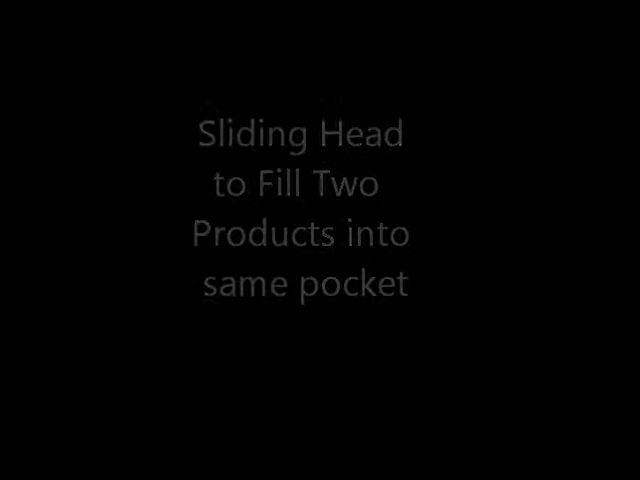 Sliding Head
to Fill Two
Products into
same pocket